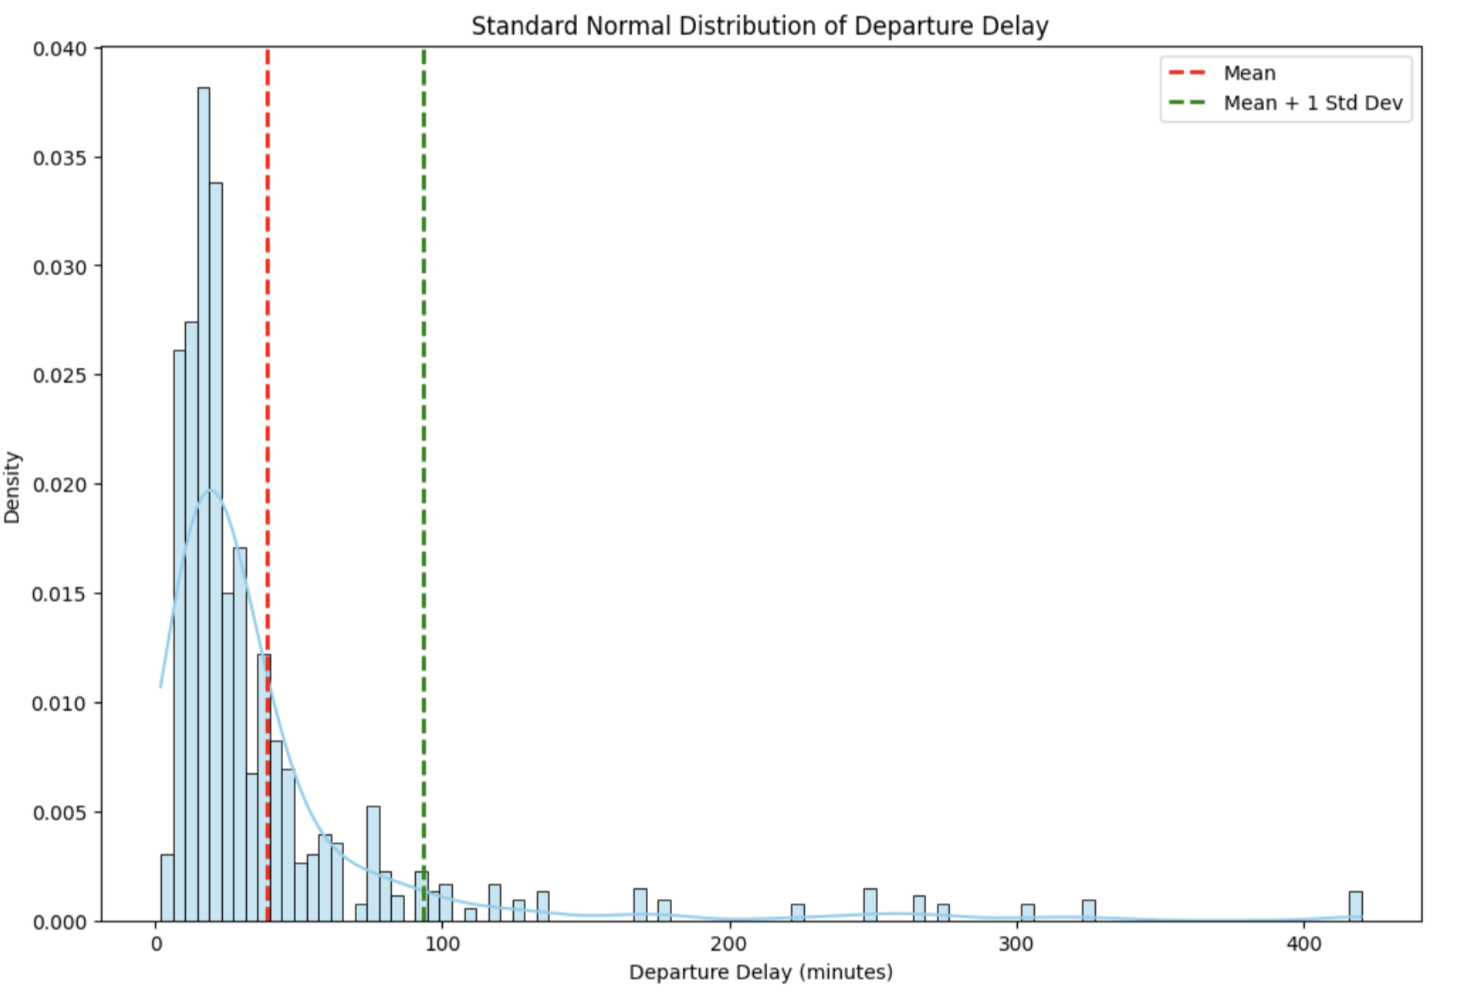 Standard Normal Distribution of Departure Delay
Mean
Mean + 1 Std Dev
0.040
0.035
0.030
0.025
0.020
0.015
0.010
0.005
0.000
Density
0
100
200
300
400
Departure Delay (minutes)